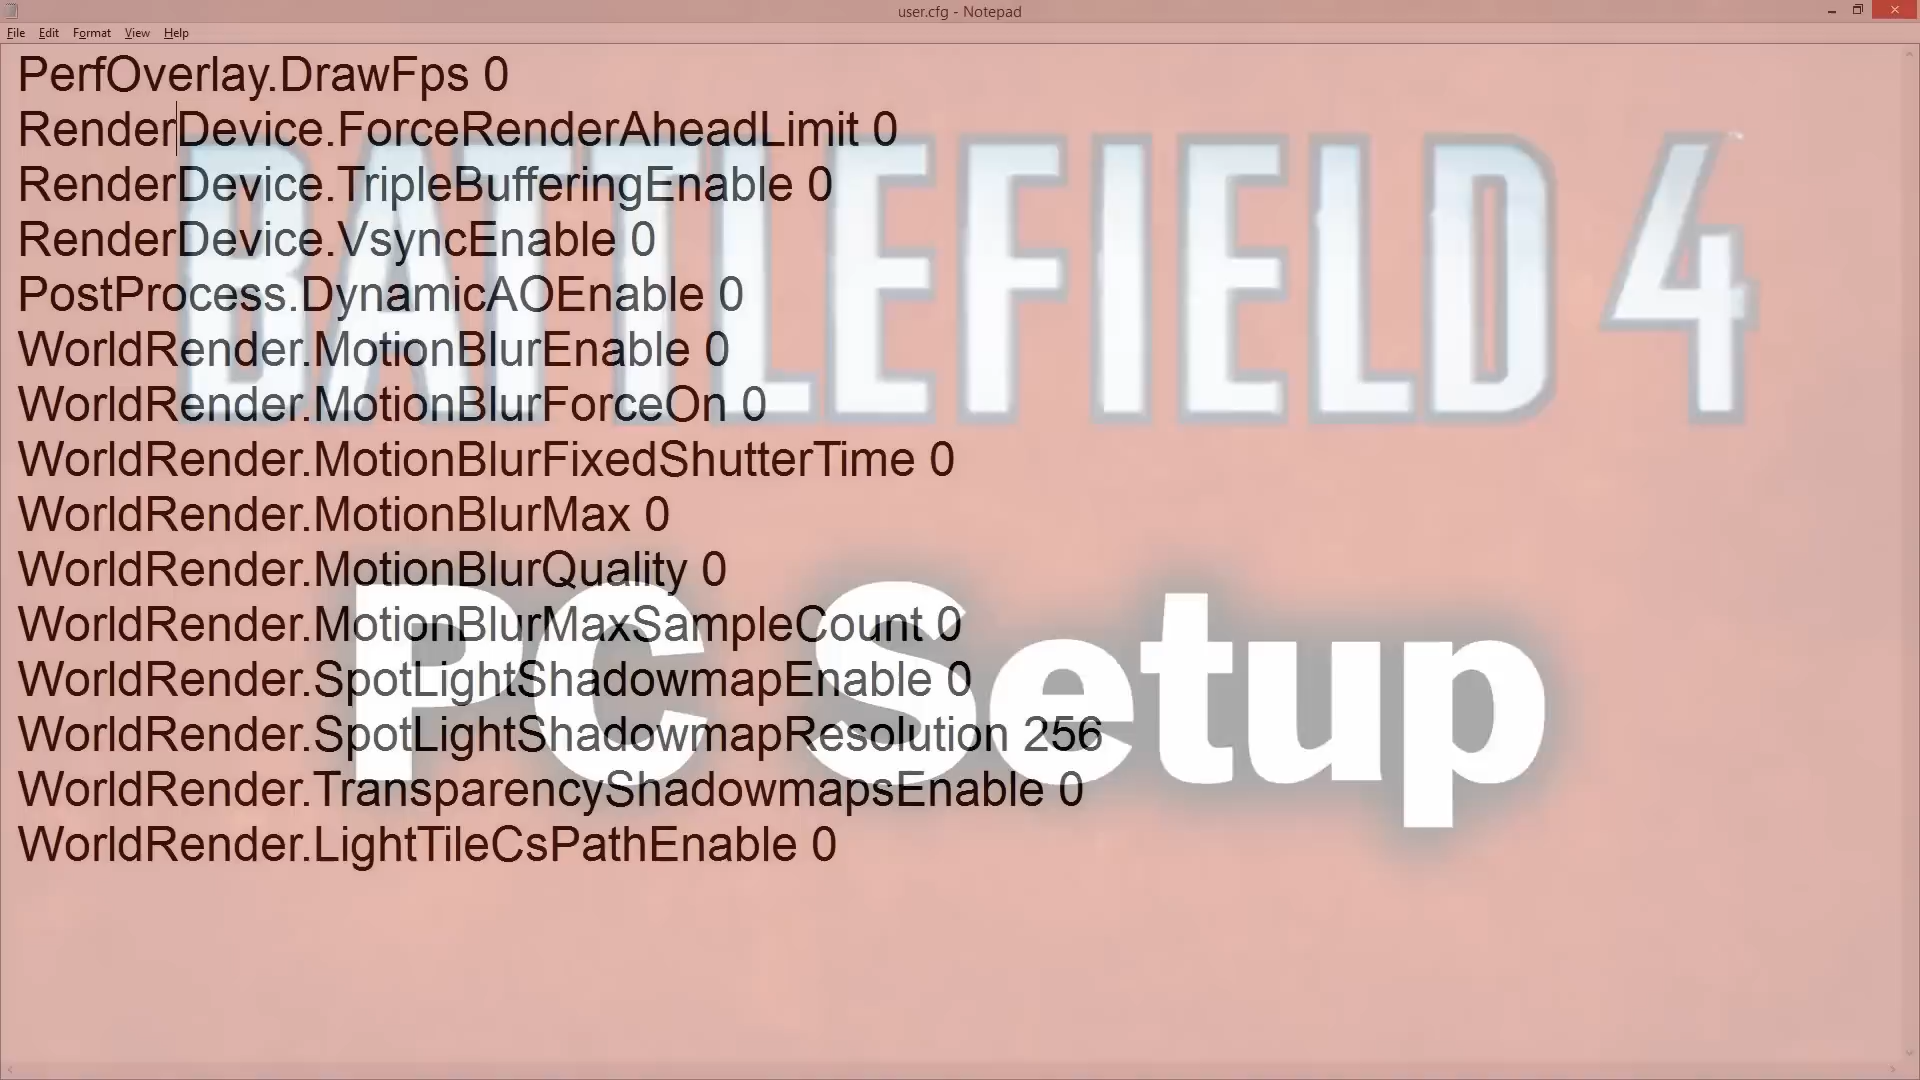 user.cfg - Notepad
File Edit Format View Help
PerfOverlay.DrawFps 0
RenderDevice.ForceRenderAheadLimit 0
RenderDevice.TripleBufferingEnable 0
RenderDevice.VsyncEnable 0
PostProcess.DynamicAOEnable 0
WorldRender.MotionBlurEnable 0
WorldRender.MotionBlurForceOn 0
WorldRender.MotionBlurFixedShutterTime 0
WorldRender.MotionBlurMax 0
WorldRender.MotionBlurQuality 0
WorldRender.MotionBlurMaxSampleCount 0
WorldRender.SpotLightShadowmapEnable 0
WorldRender.SpotLightShadowmapResolution 256
WorldRender.TransparencyShadowmapsEnable 0
WorldRender.LightTileCsPathEnable 0
BATTLEFIELD 4
PC Setup